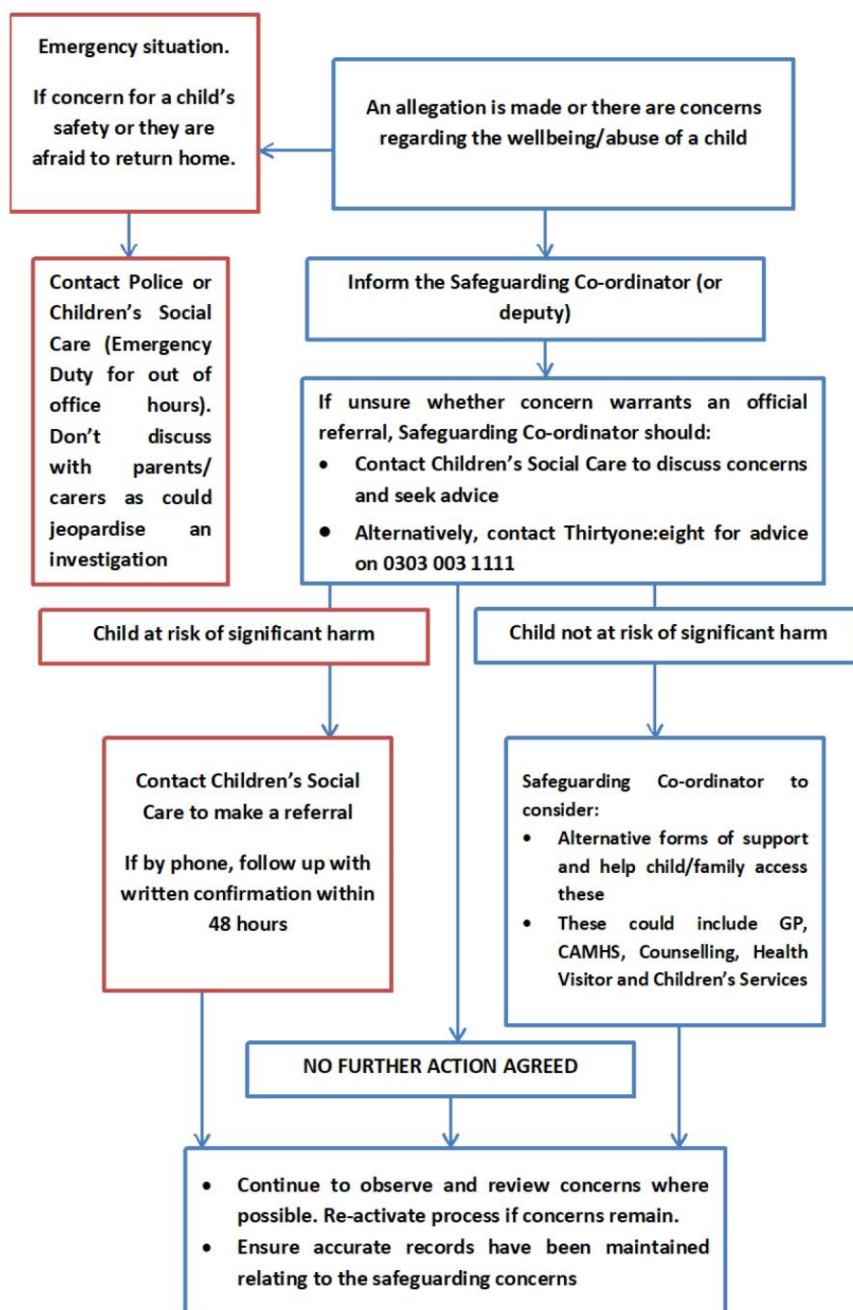 Emergency situation.
If concern for a child's
safety or they are
afraid to return home.
An allegation is made or there are concerns
regarding the wellbeing/abuse of a child
Contact Police or
Children's Social
Care (Emergency
Duty for out of
office hours).
Don't discuss
with parents/
carers as could
jeopardise an
investigation
Inform the Safeguarding Co-ordinator (or
deputy)
If unsure whether concern warrants an official
referral, Safeguarding Co-ordinator should:
• Contact Children's Social Care to discuss concerns
and seek advice
• Alternatively, contact Thirtyone:eight for advice
on 0303 003 1111
Child at risk of significant harm
Child not at risk of significant harm
Contact Children's Social
Care to make a referral
If by phone, follow up with
written confirmation within
48 hours
Safeguarding Co-ordinator to
consider:
• Alternative forms of support
and help child/family access
these
• These could include GP,
CAMHS, Counselling, Health
Visitor and Children's Services
NO FURTHER ACTION AGREED
• Continue to observe and review concerns where
possible. Re-activate process if concerns remain.
• Ensure accurate records have been maintained
relating to the safeguarding concerns